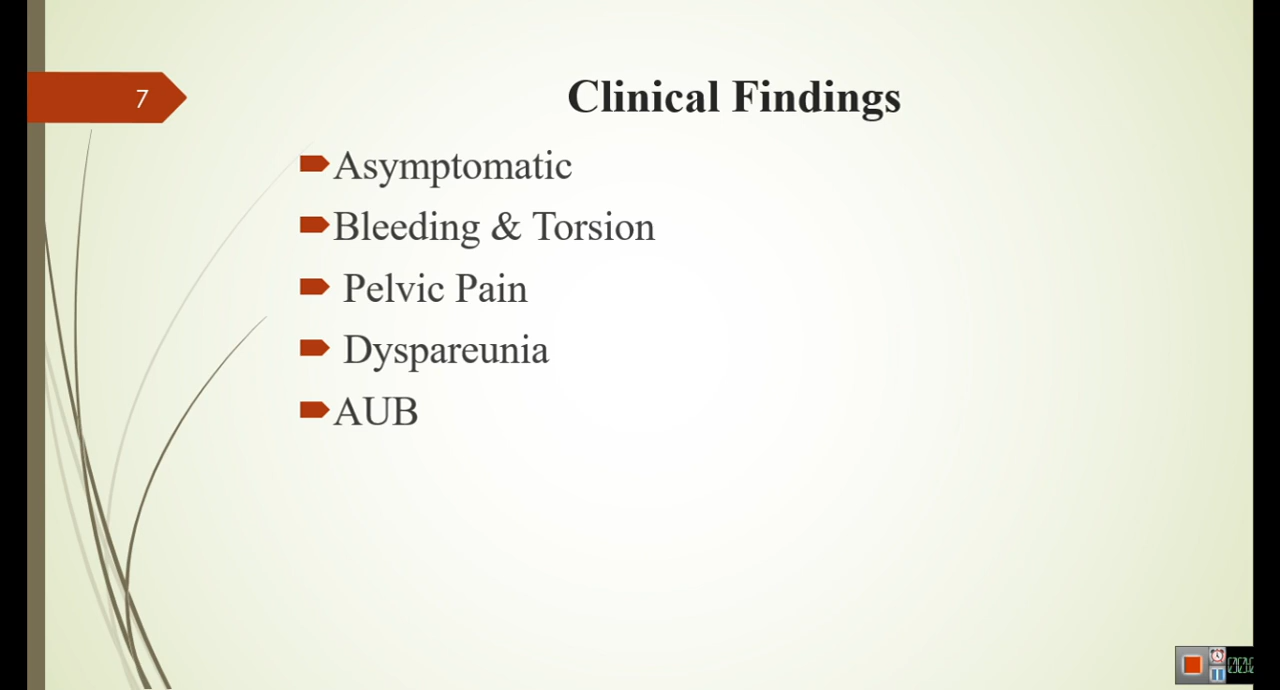 7
Clinical Findings
Asymptomatic
Bleeding & Torsion
Pelvic Pain
Dyspareunia
AUB